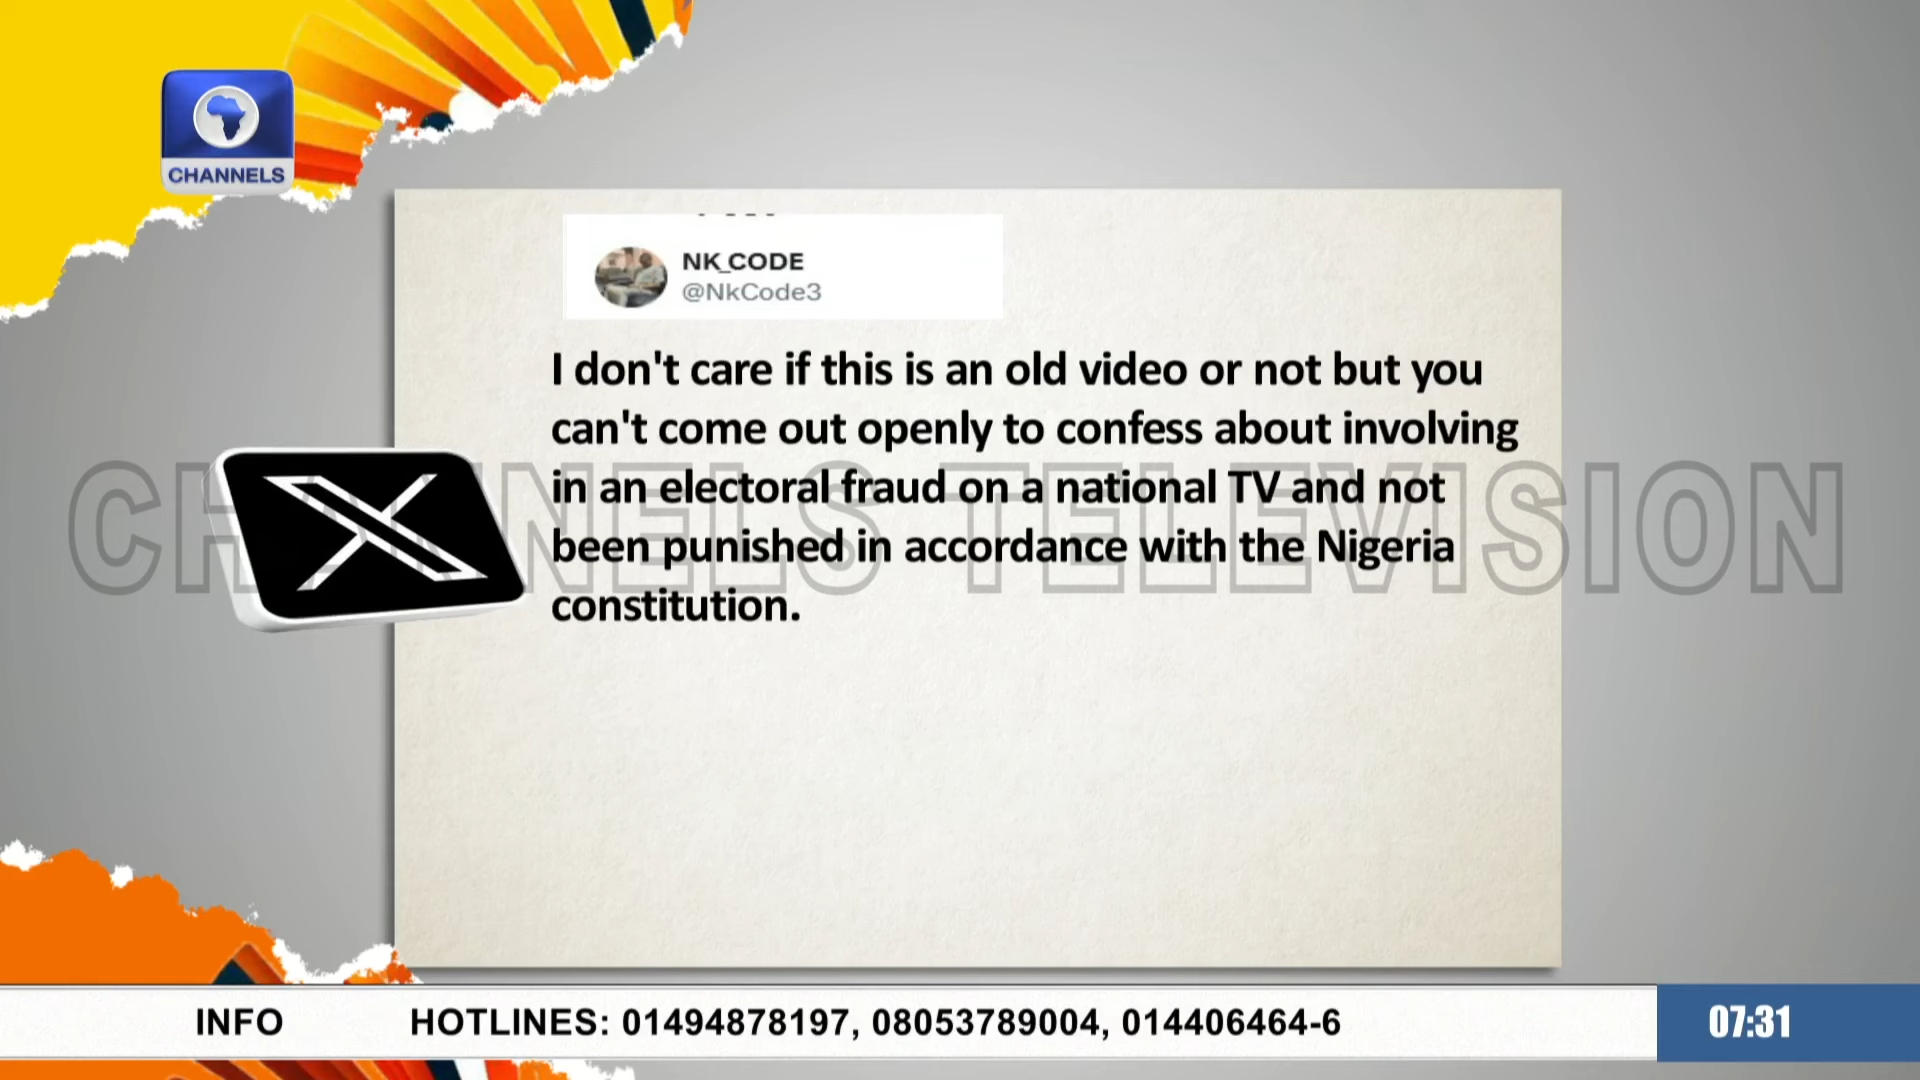 CHANNELS
NK_CODE
@NkCode3
I don't care if this is an old video or not but you
can't come out openly to confess about involving
in an electoral fraud on a national TV and not
been punished in accordance with the Nigeria
constitution.
CHANNELS TELEVISION
INFO HOTLINES: 01494878197, 08053789004, 014406464-6
07:31